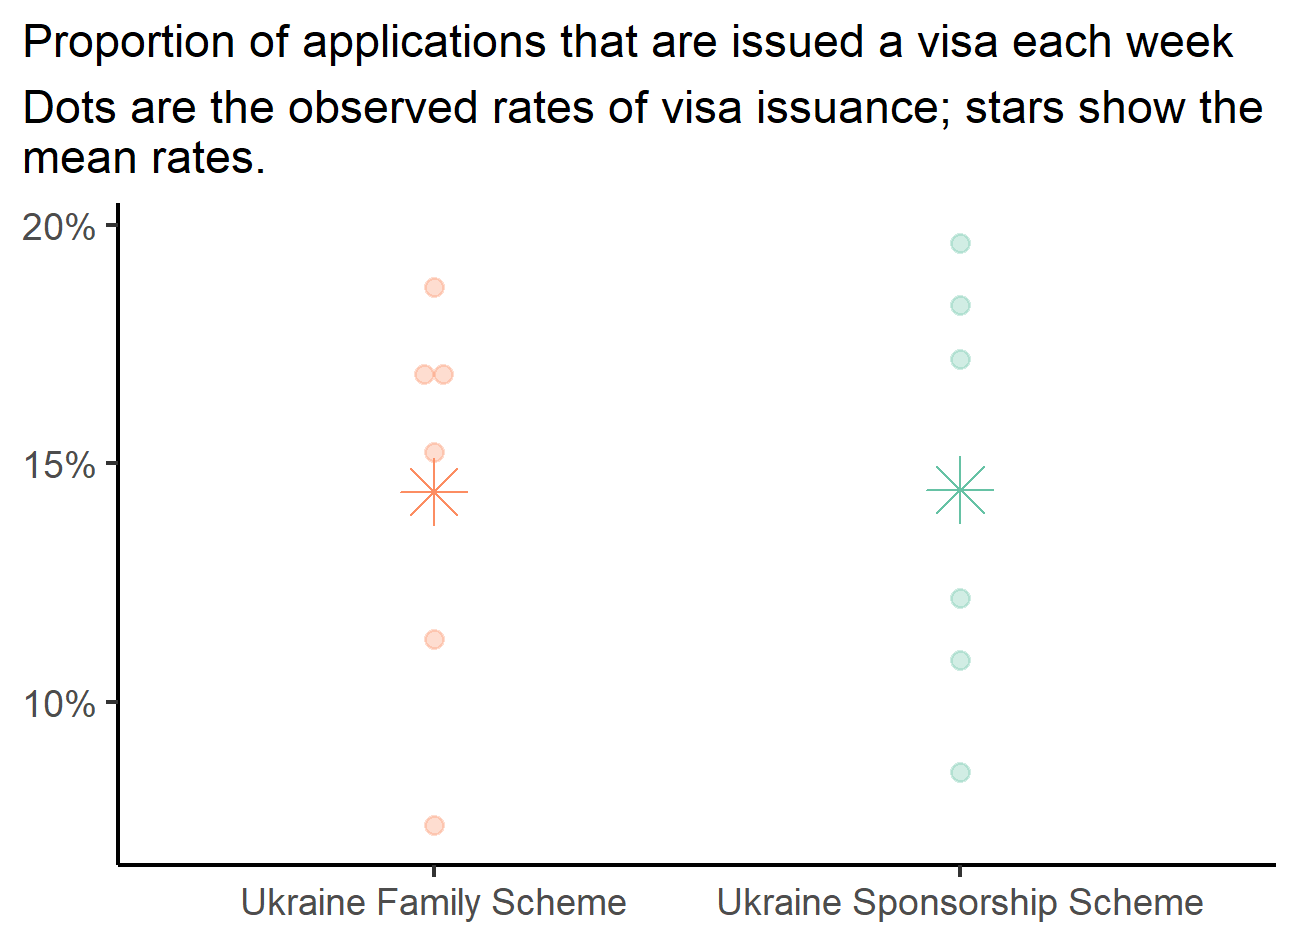 Proportion of applications that are issued a visa each week
Dots are the observed rates of visa issuance; stars show the
mean rates.
20%
15%
10%
Ukraine Family Scheme
Ukraine Sponsorship Scheme